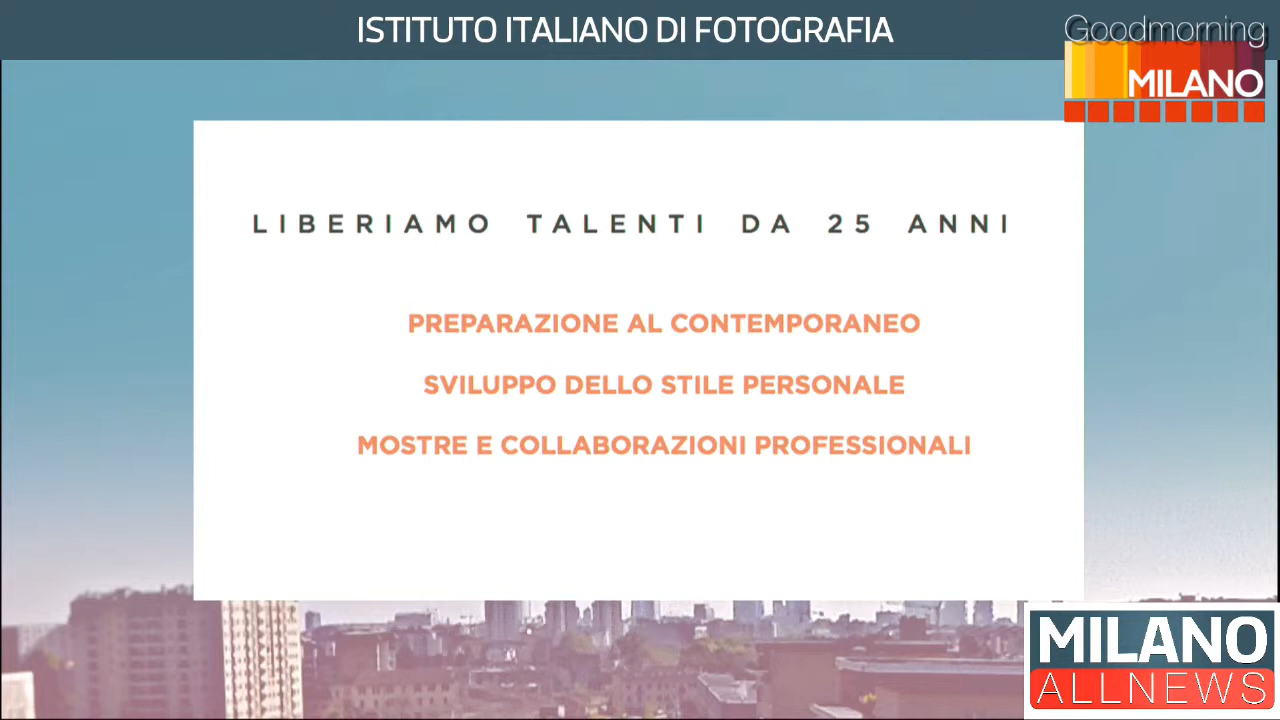 ISTITUTO ITALIANO DI FOTOGRAFIA
Goodmorning
MILANO
LIBERIAMO TALENTI DA 25 ANNI
PREPARAZIONE AL CONTEMPORANEO
SVILUPPO DELLO STILE PERSONALE
MOSTRE E COLLABORAZIONI PROFESSIONALI
MILANO
ALLNEWS